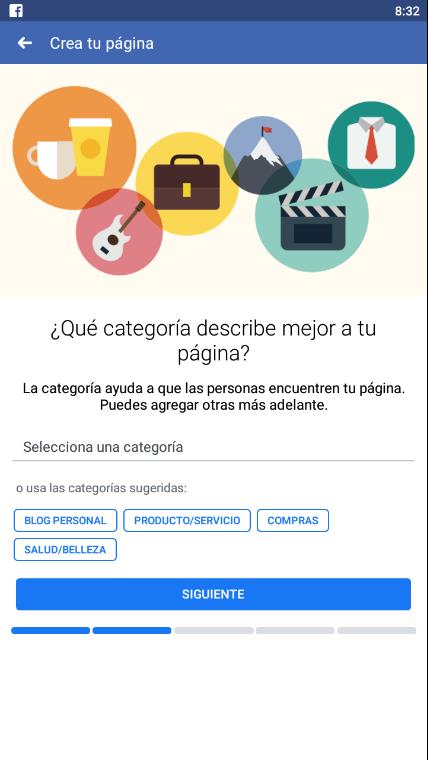 8:32
Crea tu página
¿Qué categoría describe mejor a tu
página?
La categoría ayuda a que las personas encuentren tu página.
Puedes agregar otras más adelante.
Selecciona una categoría
o usa las categorías sugeridas:
BLOG PERSONAL PRODUCTO/SERVICIO COMPRAS
SALUD/BELLEZA
SIGUIENTE